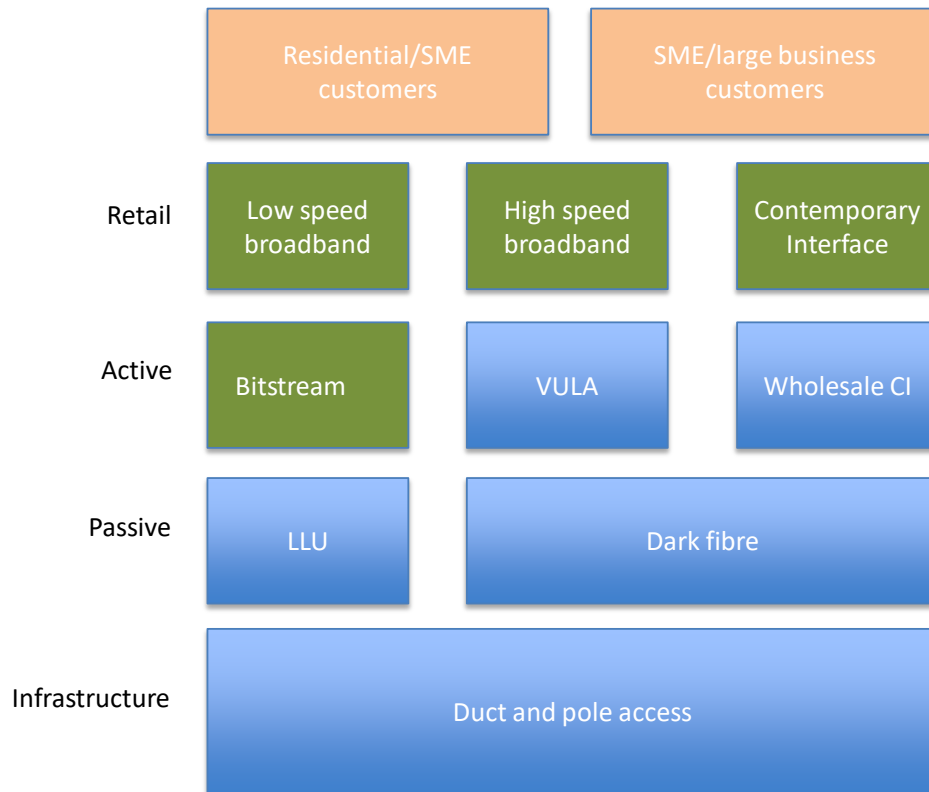 Residential/SME
customers
SME/large business
customers
Retail
Low speed
broadband
High speed
broadband
Contemporary
Interface
Active
Bitstream
VULA
Wholesale CI
Passive
LLU
Dark fibre
Infrastructure
Duct and pole access